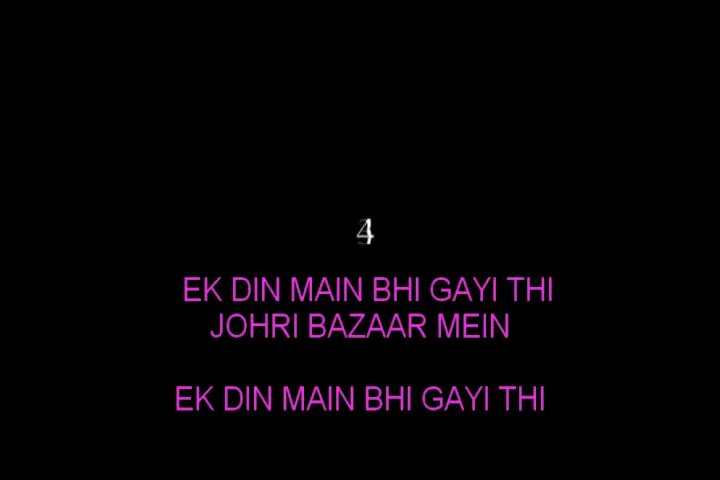 4
EK DIN MAIN BHI GAYI THI
JOHRI BAZAAR MEIN
EK DIN MAIN BHI GAYI THI